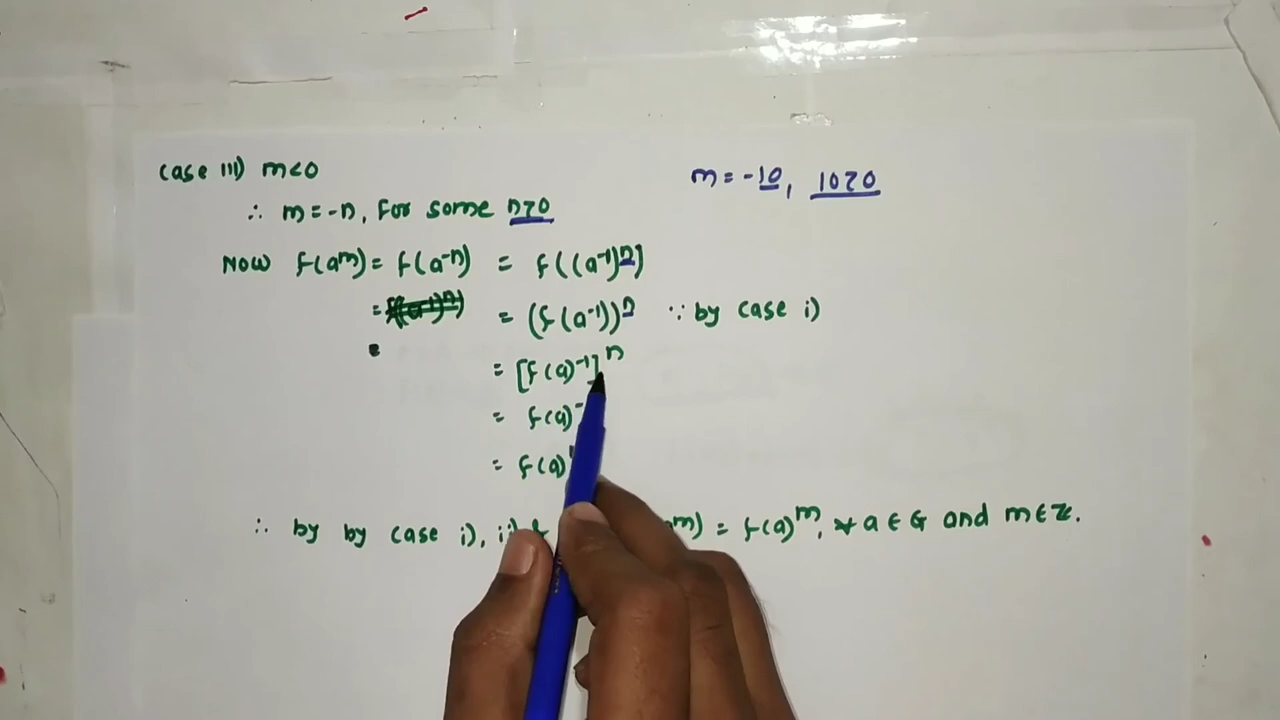 case III) m<0
m = -10, 10>0
∴ m = -n, for some n>0
Now f(aᵐ) = f(a⁻ⁿ) = f((a⁻¹)ⁿ]
= = (f(a⁻¹))ⁿ ∵ by case i)
= [f(a)⁻¹]ⁿ
= f(a)⁻
= f(a)
∴ by by case i), ii) ᵐ) = f(a)ᵐ, ∀ a ∈ G and m ∈ Z.